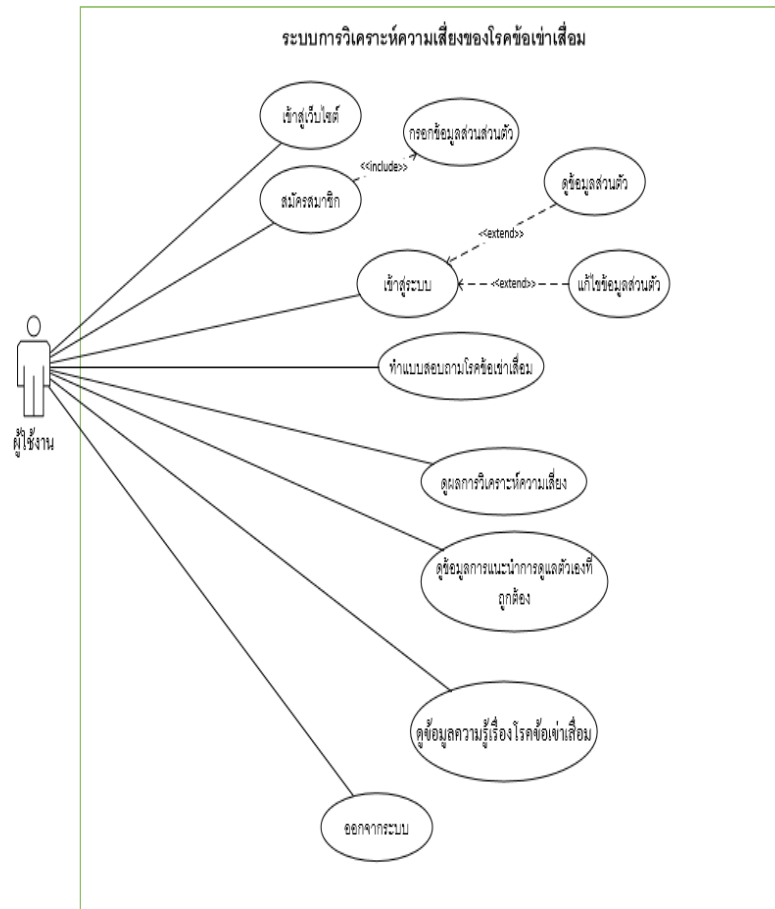 ระบบการวิเคราะห์ความเสี่ยงของโรคข้อเข่าเสื่อม
เข้าสู่เว็บไซต์
กรอกข้อมูลส่วนส่วนตัว
<<include>>
สมัครสมาชิก
ดูข้อมูลส่วนตัว
<<extend>>
เข้าสู่ระบบ
<<extend>>
แก้ไขข้อมูลส่วนตัว
ทำแบบสอบถามโรคข้อเข่าเสื่อม
ผู้ใช้งาน
ดูผลการวิเคราะห์ความเสี่ยง
ดูข้อมูลการแนะนำการดูแลตัวเองที่
ถูกต้อง
ดูข้อมูลความรู้เรื่องโรคข้อเข่าเสื่อม
ออกจากระบบ